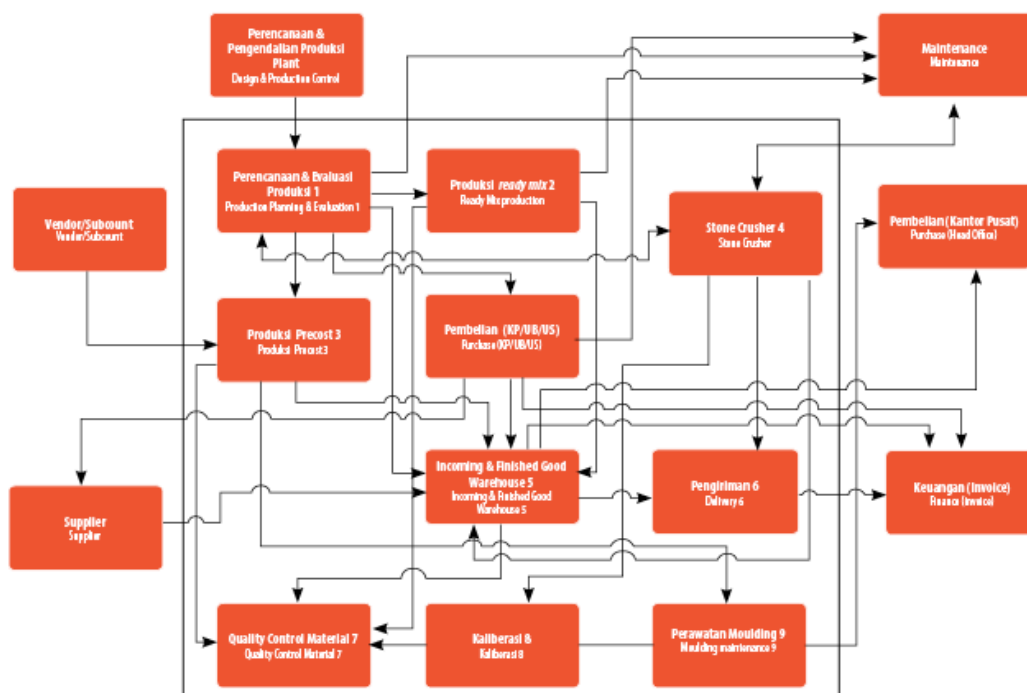 Perencanaan &
Pengendalian Produksi
Plant
Design & Production Control
Maintenance
Maintenance
Perencanaan & Evaluasi
Produksi 1
Production Planning & Evaluation 1
Produksi ready mix 2
Ready Mix production
Vendor/Subcount
Vendor/Subcount
Stone Crusher 4
Stone Crusher
Pembelian (Kantor Pusat)
Purchase (Head Office)
Produksi Precost 3
Produksi Precost 3
Pembelian (KP/UB/US)
Purchase (KP/UB/US)
Incoming & Finished Good
Warehouse 5
Incoming & Finished Good
Warehouse 5
Pengiriman 6
Delivery 6
Keuangan (Invoice)
Finance (Invoice)
Supplier
Supplier
Quality Control Material 7
Quality Control Material 7
Kaliberasi 8
Kaliberasi 8
Perawatan Moulding 9
Moulding maintenance 9